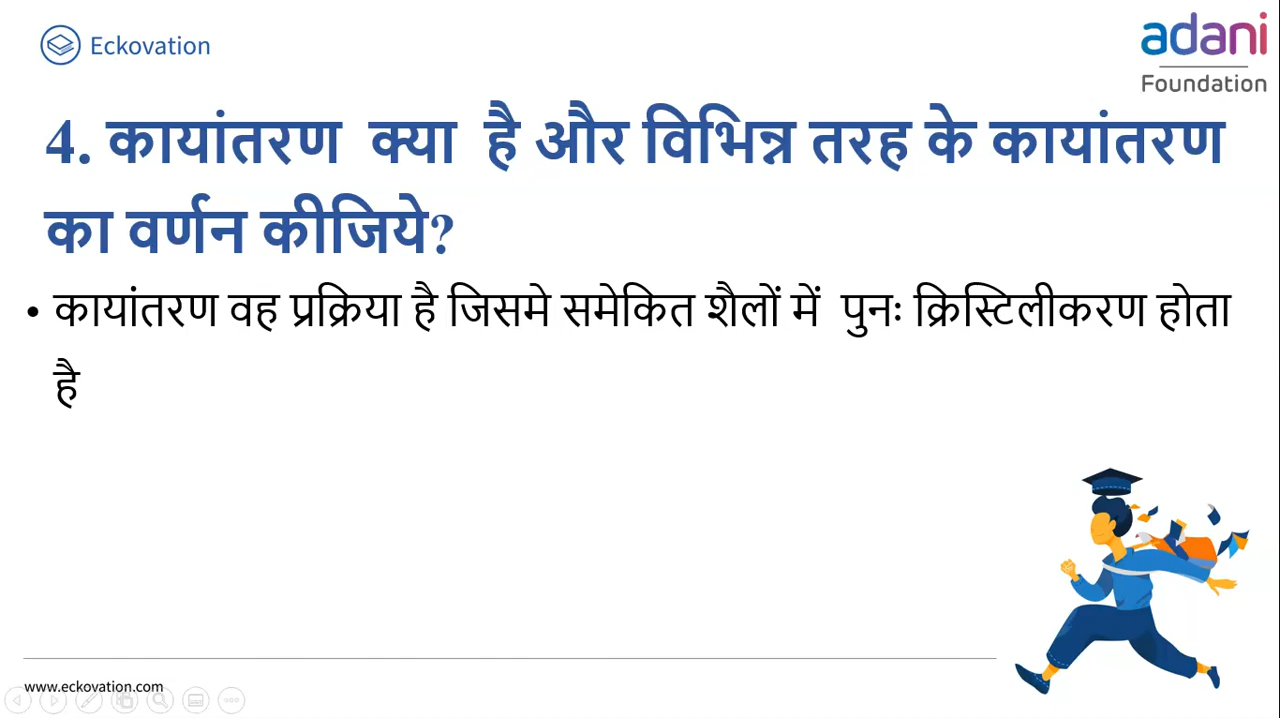 Eckovation
adani
Foundation
4. कायांतरण क्या है और विभिन्न तरह के कायांतरण
का वर्णन कीजिये?
• कायांतरण वह प्रक्रिया है जिसमे समेकित शैलों में पुनः क्रिस्टिलीकरण होता
है
www.eckovation.com